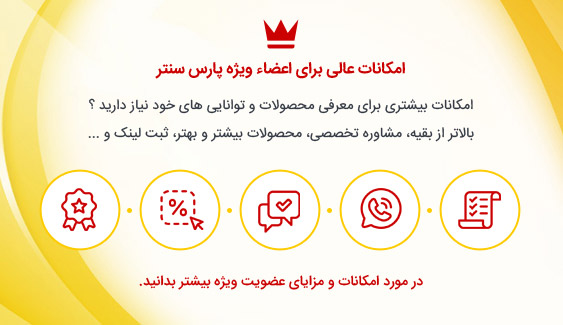 امکانات عالی برای اعضاء ویژه پارس سنتر
امکانات بیشتری برای معرفی محصولات و توانایی های خود نیاز دارید ؟
بالاتر از بقیه، مشاوره تخصصی، محصولات بیشتر و بهتر، ثبت لینک و ...
%
در مورد امکانات و مزایای عضویت ویژه بیشتر بدانید.